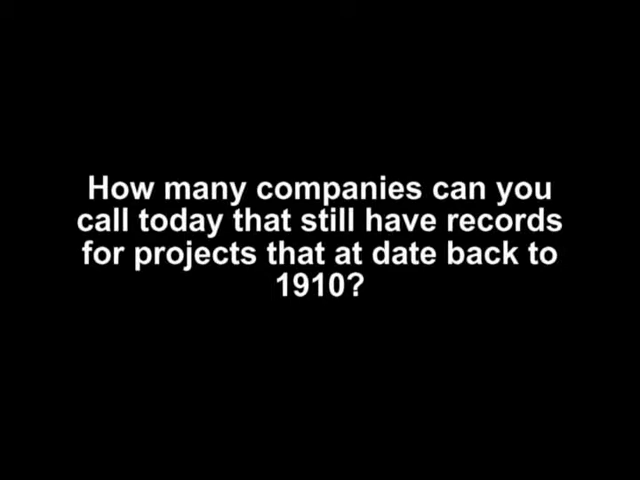 How many companies can you
call today that still have records
for projects that at date back to
1910?